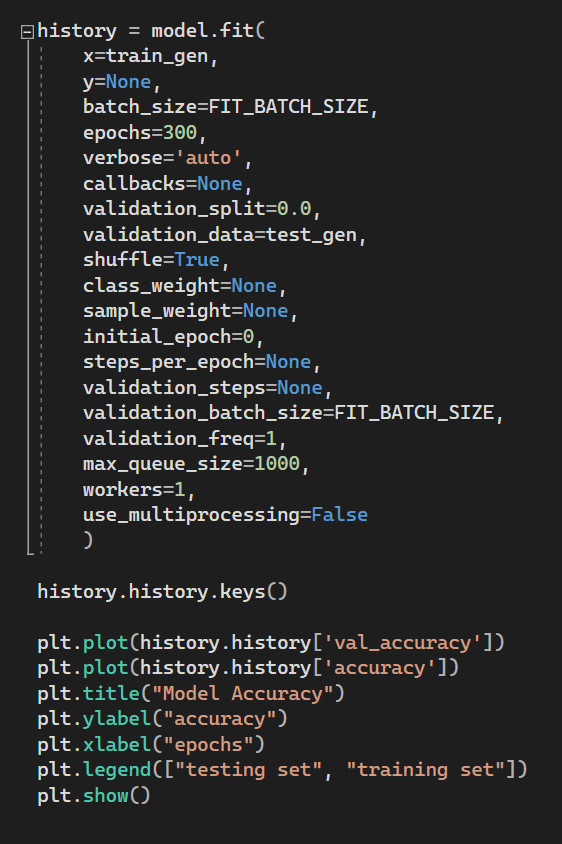 history = model.fit(
x=train_gen,
y=None,
batch_size=FIT_BATCH_SIZE,
epochs=300,
verbose='auto',
callbacks=None,
validation_split=0.0,
validation_data=test_gen,
shuffle=True,
class_weight=None,
sample_weight=None,
initial_epoch=0,
steps_per_epoch=None,
validation_steps=None,
validation_batch_size=FIT_BATCH_SIZE,
validation_freq=1,
max_queue_size=1000,
workers=1,
use_multiprocessing=False
)
history.history.keys()
plt.plot(history.history['val_accuracy'])
plt.plot(history.history['accuracy'])
plt.title("Model Accuracy")
plt.ylabel("accuracy")
plt.xlabel("epochs")
plt.legend(["testing set", "training set"])
plt.show()